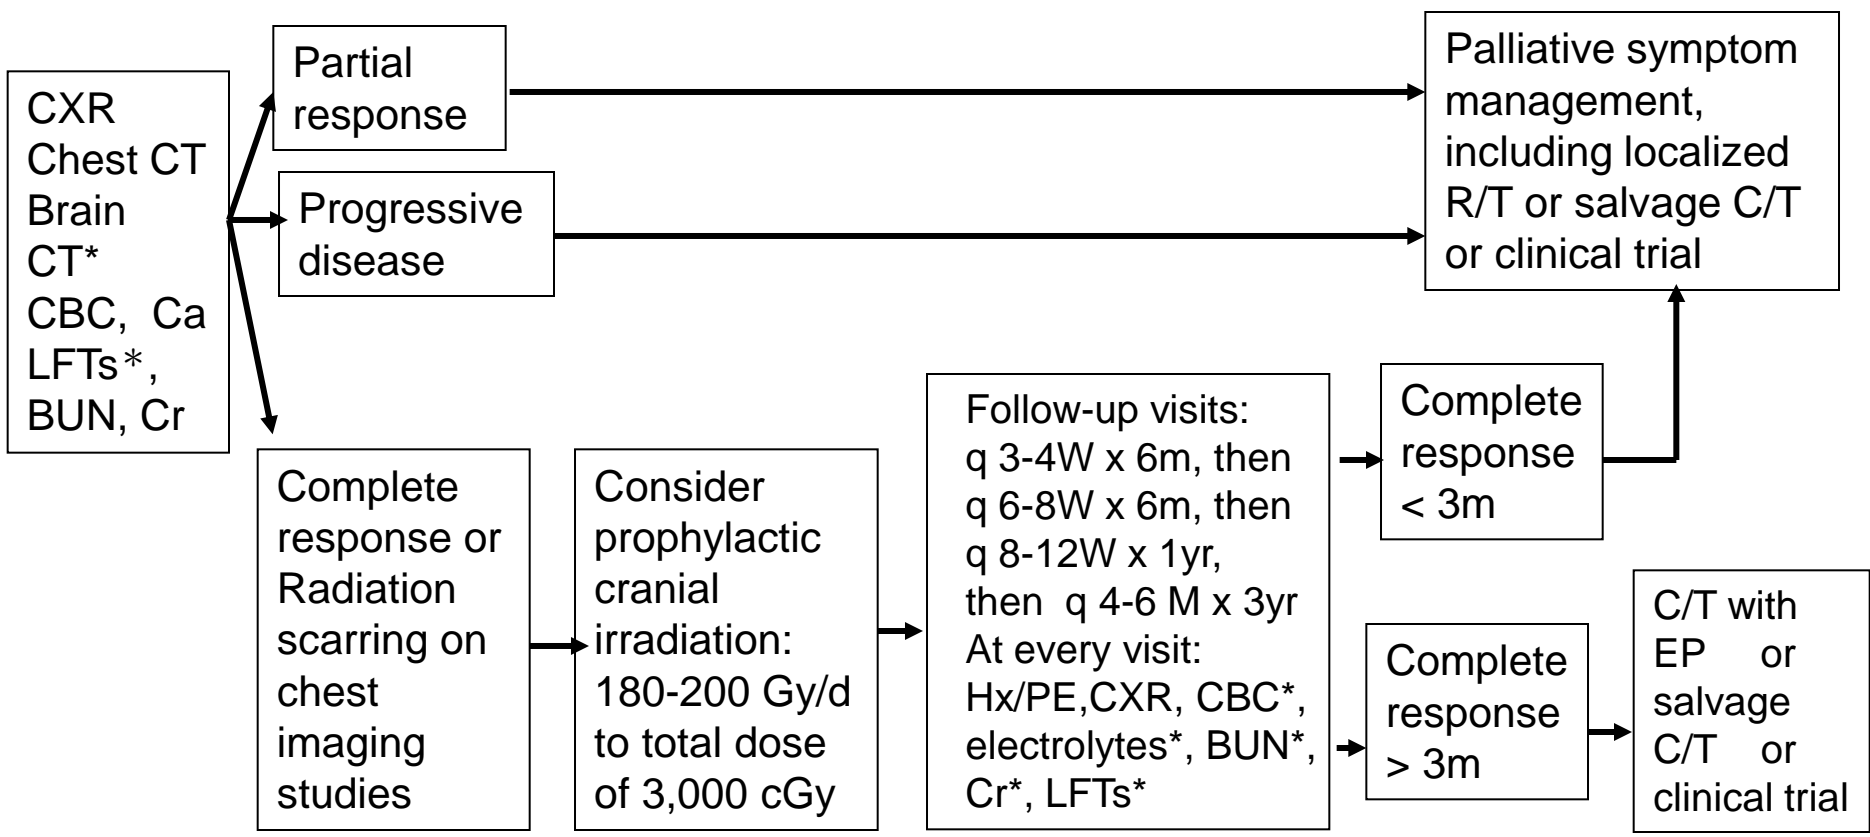 CXR
Chest CT
Brain
CT*
CBC, Ca
LFTs*,
BUN, Cr
Partial
response
Progressive
disease
Palliative symptom
management,
including localized
R/T or salvage C/T
or clinical trial
Complete
response or
Radiation
scarring on
chest
imaging
studies
Consider
prophylactic
cranial
irradiation:
180-200 Gy/d
to total dose
of 3,000 cGy
Follow-up visits:
q 3-4W x 6m, then
q 6-8W x 6m, then
q 8-12W x 1yr,
then q 4-6 M x 3yr
At every visit:
Hx/PE,CXR, CBC*,
electrolytes*, BUN*,
Cr*, LFTs*
Complete
response
< 3m
Complete
response
> 3m
C/T with
EP or
salvage
C/T or
clinical trial